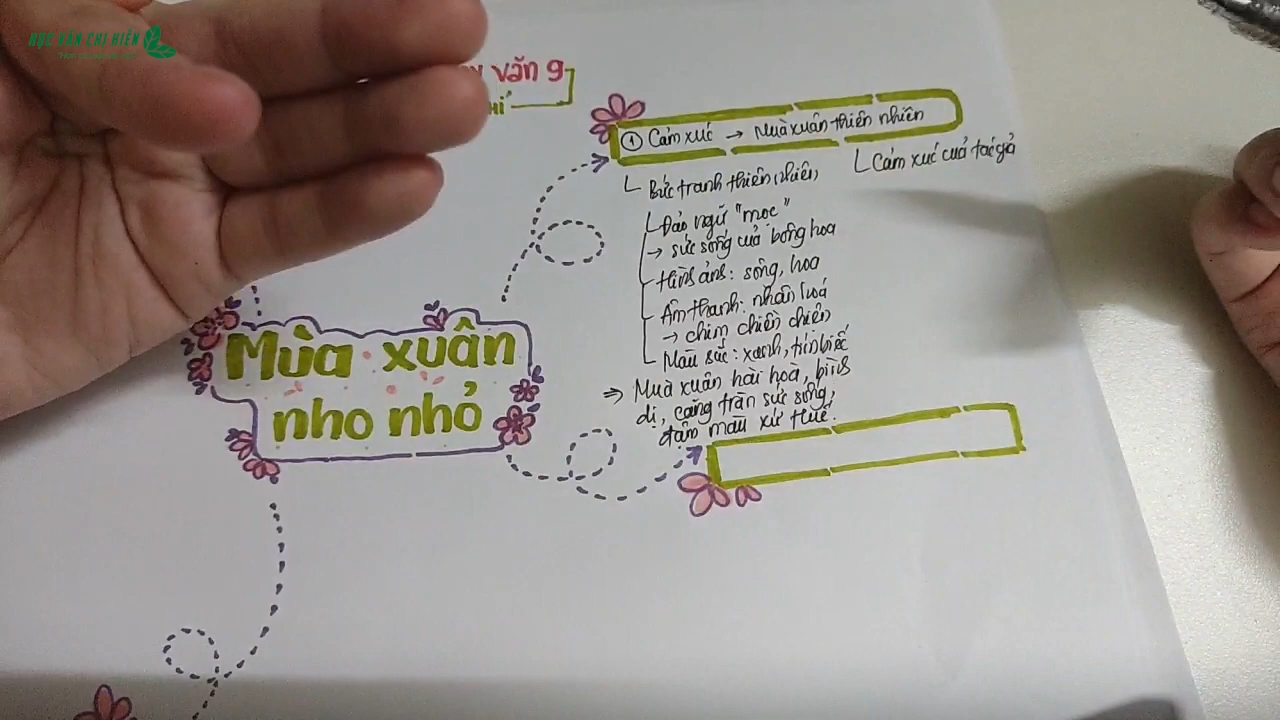 HỌC VĂN CHỊ HIÊN
văn 9
① Cảm xúc → Mùa xuân thiên nhiên
Bức tranh thiên nhiên
Cảm xúc của tác giả
Đảo ngữ "mọc"
→ sức sống của bông hoa
Hình ảnh: sông, hoa
Âm thanh: nhân hoá
→ chim chiền chiện
Màu sắc: xanh, tím biếc
⇒ Mùa xuân hài hoà, bình
dị, căng tràn sức sống,
đậm màu xứ Huế.
Mùa xuân
nho nhỏ